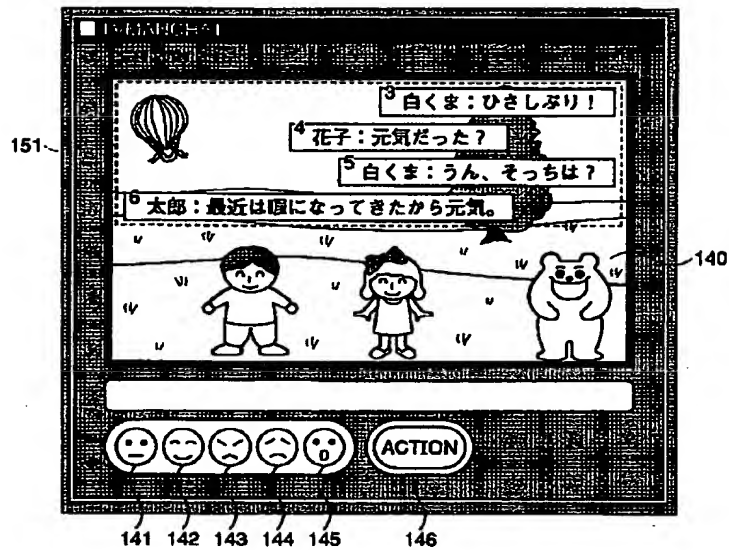 3 白くま：ひさしぶり！
4 花子：元気だった？
5 白くま：うん、そっちは？
6 太郎：最近は暇になってきたから元気。
151
140
ACTION
141 142 143 144 145 146